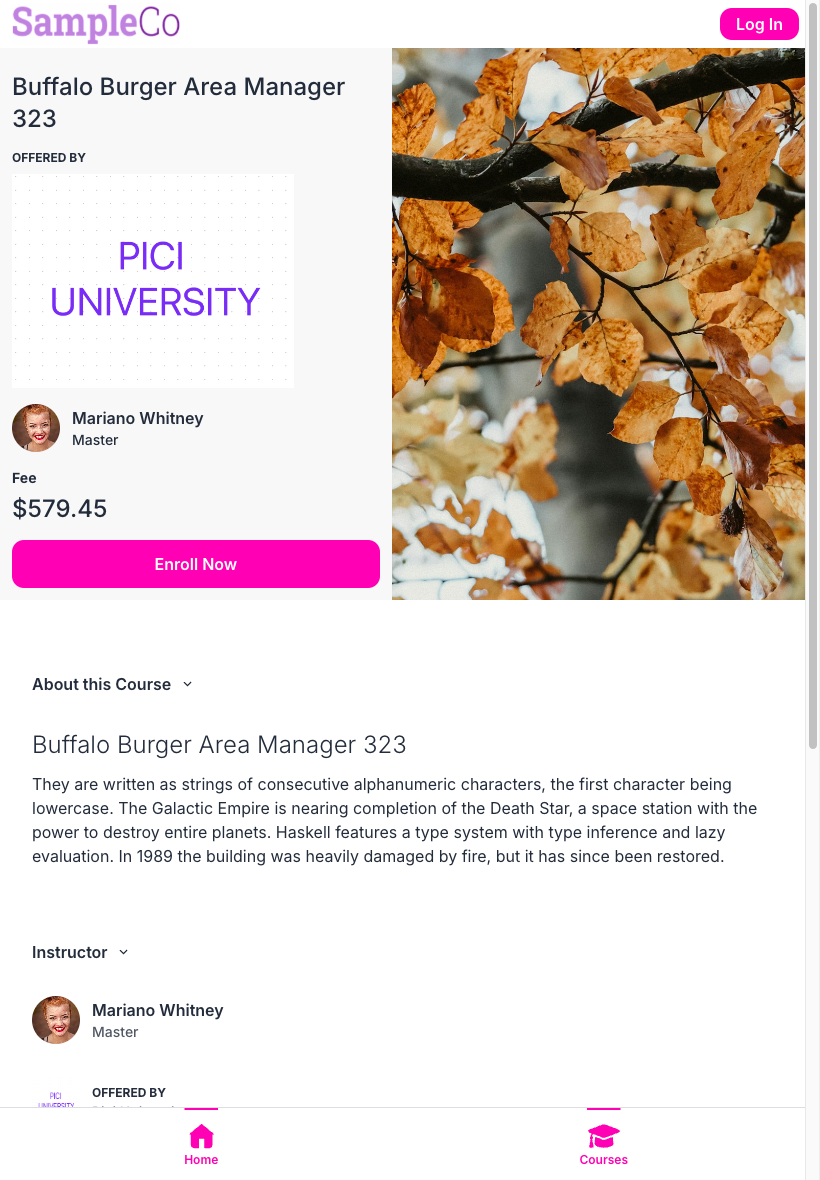 SampleCo
Log In
Buffalo Burger Area Manager
323
OFFERED BY
PICI
UNIVERSITY
Mariano Whitney
Master
Fee
$579.45
Enroll Now
About this Course
Buffalo Burger Area Manager 323
They are written as strings of consecutive alphanumeric characters, the first character being
lowercase. The Galactic Empire is nearing completion of the Death Star, a space station with the
power to destroy entire planets. Haskell features a type system with type inference and lazy
evaluation. In 1989 the building was heavily damaged by fire, but it has since been restored.
Instructor
Mariano Whitney
Master
PICI
UNIVERSITY
OFFERED BY
Home
Courses